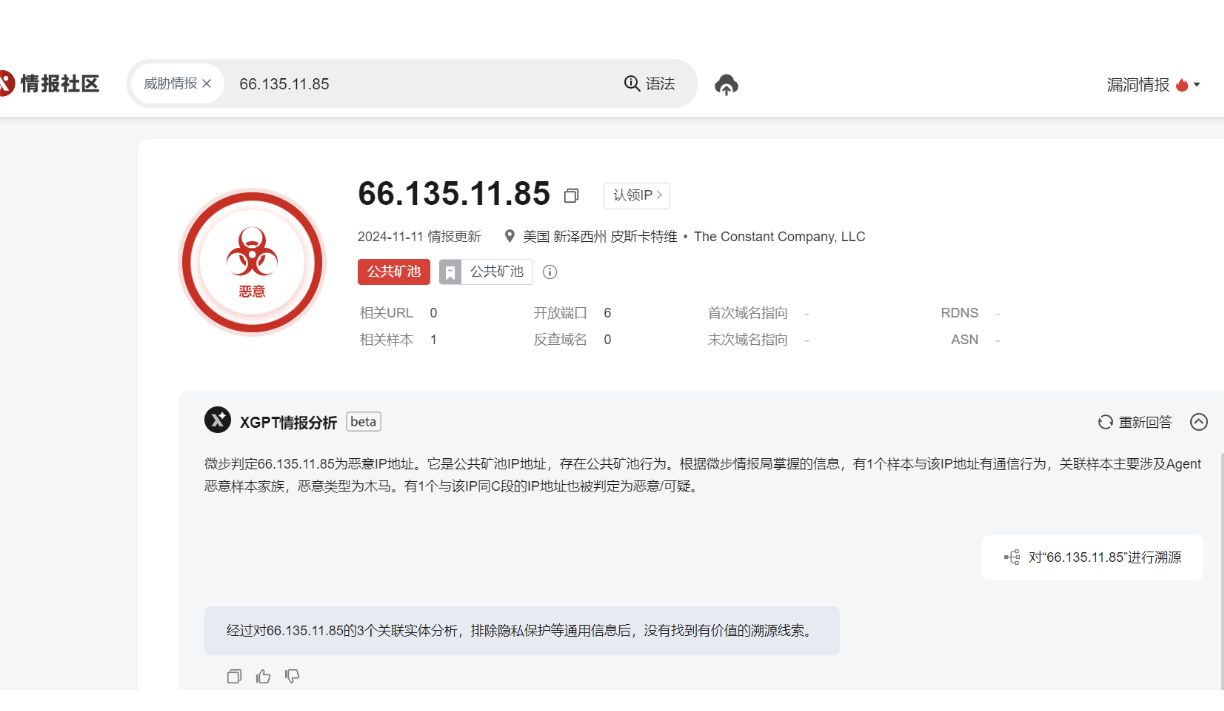 情报社区
威胁情报 × 66.135.11.85 语法
漏洞情报
66.135.11.85 认领IP >
2024-11-11 情报更新 美国 新泽西州 皮斯卡特维 • The Constant Company, LLC
公共矿池 公共矿池
恶意
相关URL 0 开放端口 6 首次域名指向 - RDNS -
相关样本 1 反查域名 0 末次域名指向 - ASN -
XGPT情报分析 beta 重新回答
微步判定66.135.11.85为恶意IP地址。它是公共矿池IP地址，存在公共矿池行为。根据微步情报局掌握的信息，有1个样本与该IP地址有通信行为，关联样本主要涉及Agent
恶意样本家族，恶意类型为木马。有1个与该IP同C段的IP地址也被判定为恶意/可疑。
对“66.135.11.85”进行溯源
经过对66.135.11.85的3个关联实体分析，排除隐私保护等通用信息后，没有找到有价值的溯源线索。